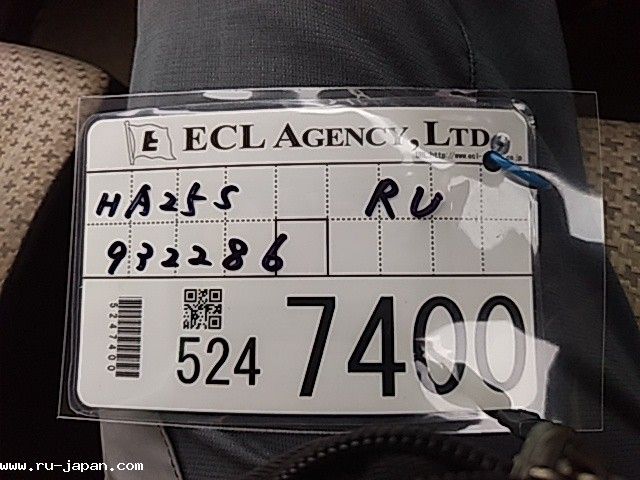 E ECL AGENCY, LTD.
HA25S RU
932286
5247400
524 7400
www.ru-japan.com